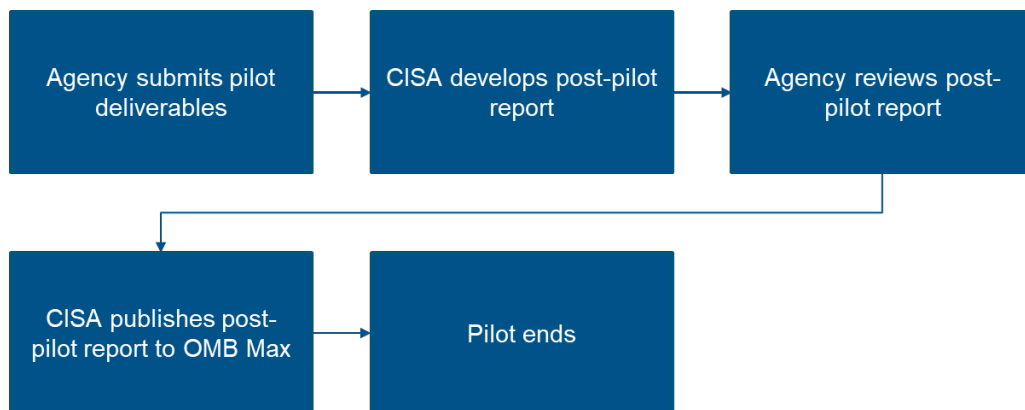 Agency submits pilot
deliverables
CISA develops post-pilot
report
Agency reviews post-
pilot report
CISA publishes post-
pilot report to OMB Max
Pilot ends